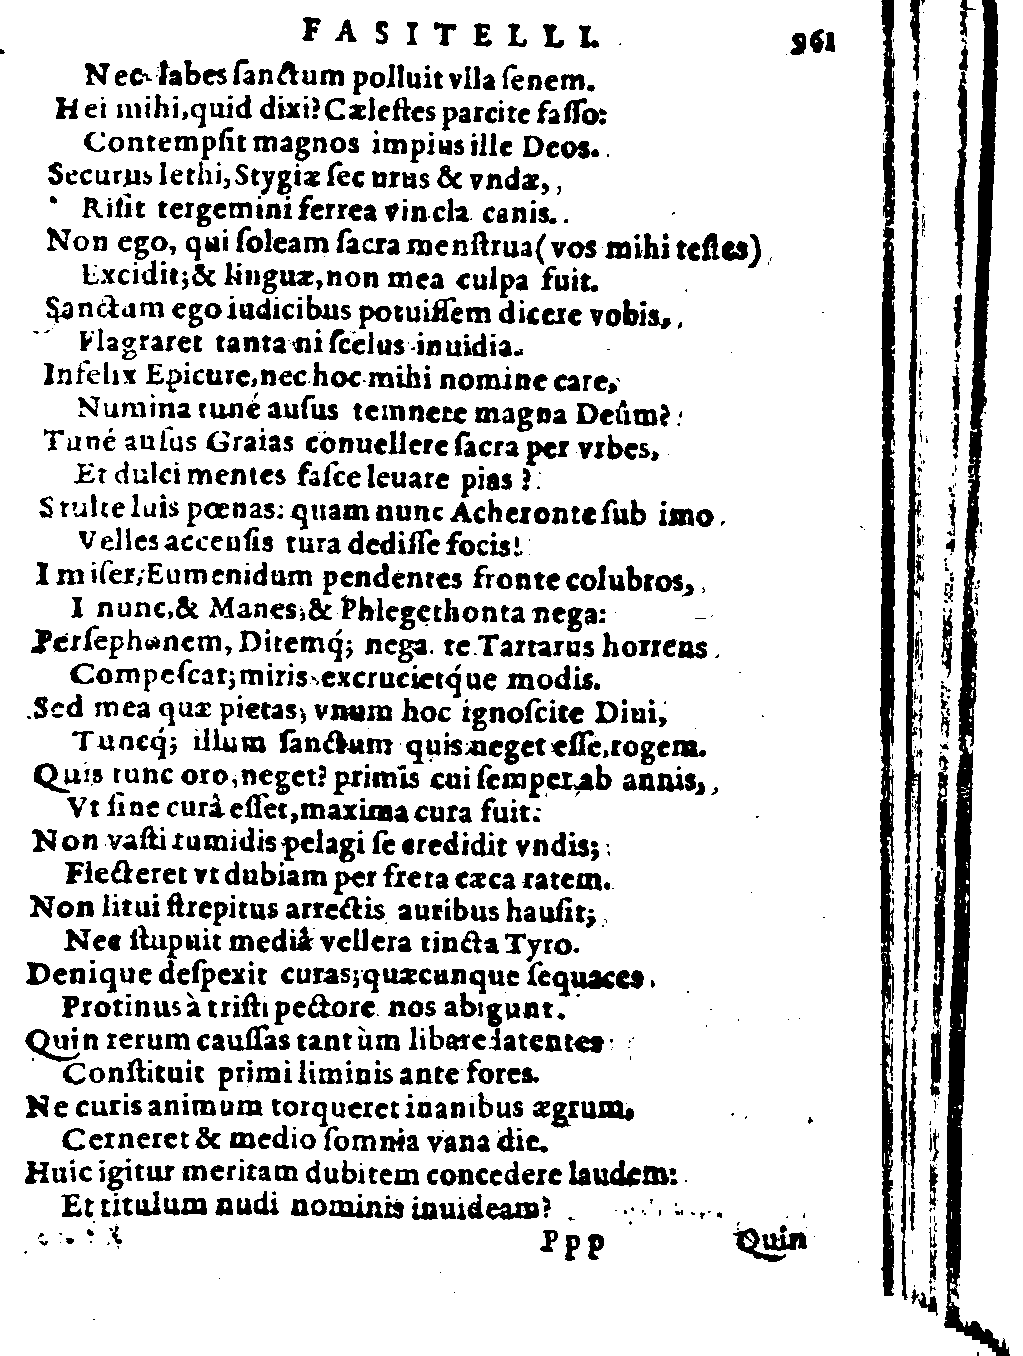 FASITELLI. 961
Nec labes ſanctum polluit vlla ſenem.
Hei mihi, quid dixi? Cæleſtes parcite faſſo:
Contempſit magnos impius ille Deos.
Securus lethi, Stygiæ ſecurus & vndæ,
Riſit tergemini ferrea vincla canis.
Non ego, qui ſoleam ſacra menſtrua (vos mihi teſtes)
Excidit; & linguæ, non mea culpa fuit.
Sanctam ego iudicibus potuiſſem dicere vobis,
Flagraret tanta ni ſcelus inuidia.
Infelix Epicure, nec hoc mihi nomine care,
Numina tuné auſus temnere magna Deûm?
Tuné auſus Graias conuellere ſacra per vrbes,
Et dulci mentes faſce leuare pias?
Stulte luis pœnas: quam nunc Acheronte ſub imo
Velles accenſis tura dediſſe focis!
I miſer, Eumenidum pendentes fronte colubros,
I nunc, & Manes, & Phlegethonta nega:
Perſephonem, Ditemq́; nega. te Tartarus horrens
Compeſcat; miris excrucietq́ue modis.
Sed mea quæ pietas, vnum hoc ignoſcite Diui,
Tuncq́; illum ſanctum quis neget eſſe, rogem.
Quis tunc oro, neget? primis cui ſemper ab annis,
Vt ſine curâ eſſet, maxima cura fuit.
Non vaſti tumidis pelagi ſe credidit vndis;
Flecteret vt dubiam per freta cæca ratem.
Non litui ſtrepitus arrectis auribus hauſit;
Nec ſtupuit mediâ vellera tincta Tyro.
Denique deſpexit curas; quæcunque ſequaces
Protinus à triſti pectore nos abigunt.
Quin rerum cauſſas tantùm libare latentes
Conſtituit primi liminis ante fores.
Ne curis animum torqueret inanibus ægrum,
Cerneret & medio ſomnia vana die.
Huic igitur meritam dubitem concedere laudem:
Et titulum nudi nominis inuideam?
Ppp Quin